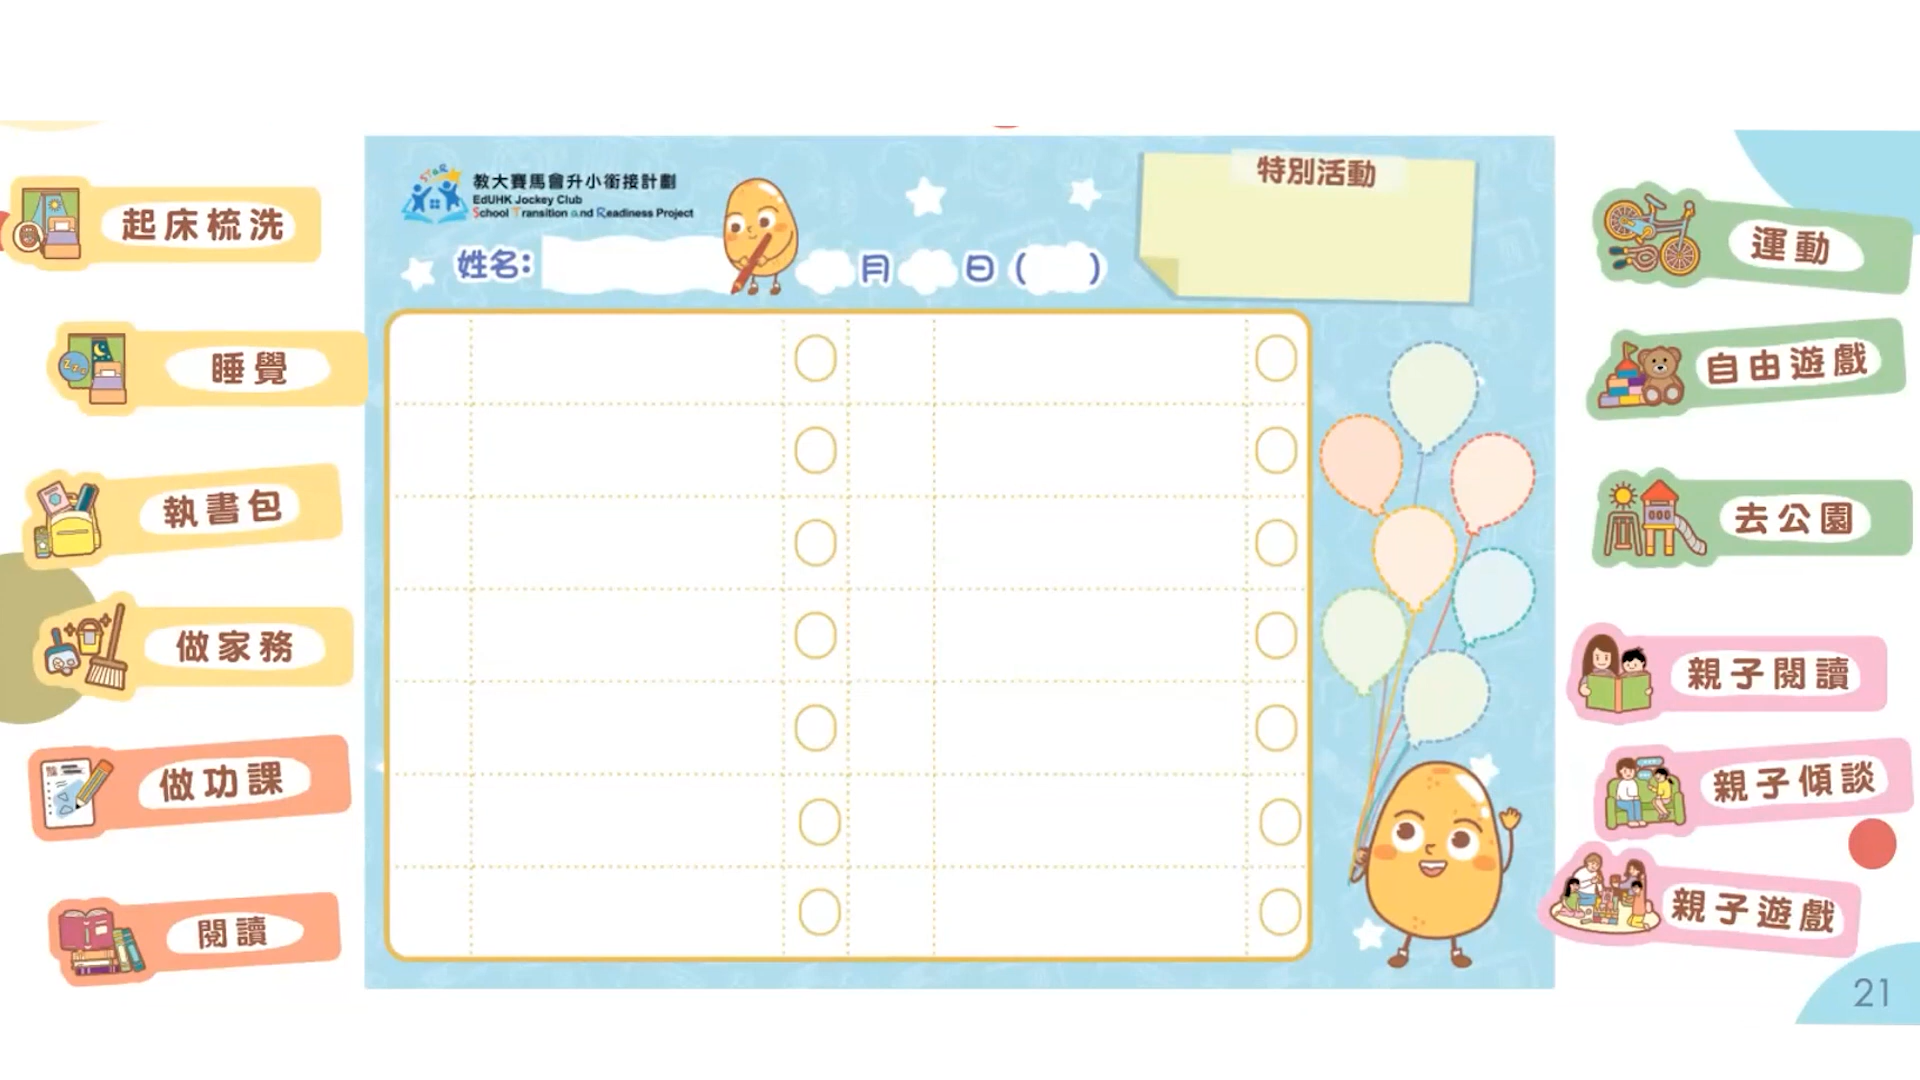 起床梳洗
睡覺
執書包
做家務
做功課
閱讀
STaR
教大賽馬會升小銜接計劃
EdUHK Jockey Club
School Transition and Readiness Project
姓名:
月 日 ( )
特別活動
運動
自由遊戲
去公園
親子閱讀
親子傾談
親子遊戲
21